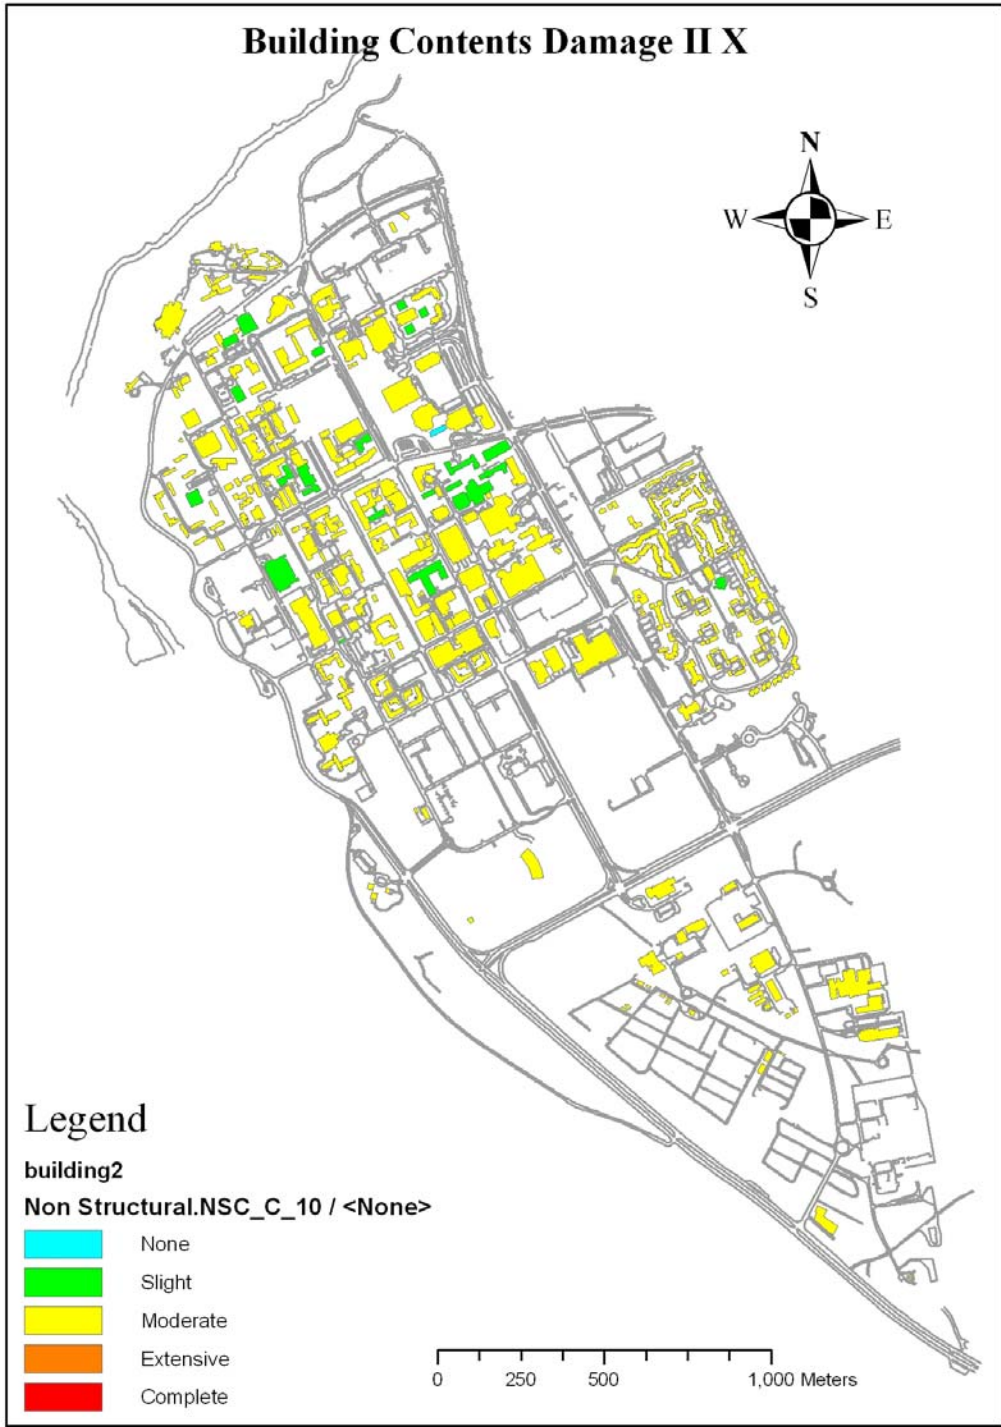 Building Contents Damage II X
N
W E
S
Legend
building2
Non Structural.NSC_C_10 / <None>
None
Slight
Moderate
Extensive
Complete
0 250 500 1,000 Meters